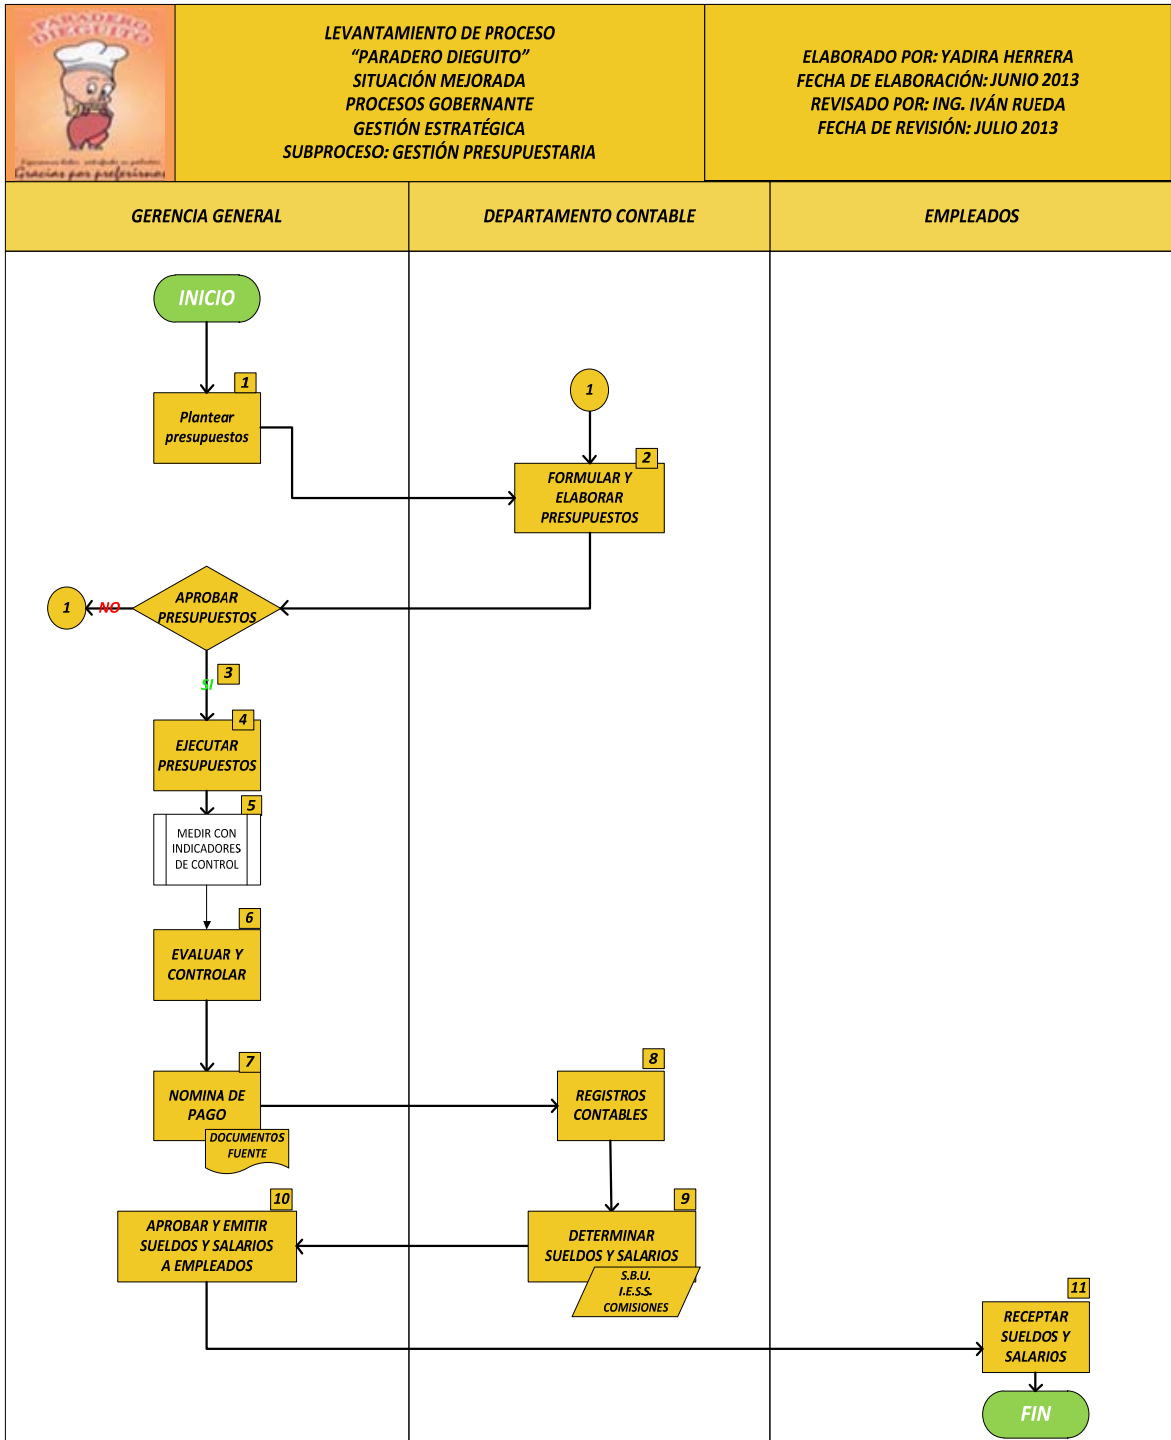 PARADERO
DIEGUITO
Gracias por preferirnos
LEVANTAMIENTO DE PROCESO
“PARADERO DIEGUITO”
SITUACIÓN MEJORADA
PROCESOS GOBERNANTE
GESTIÓN ESTRATÉGICA
SUBPROCESO: GESTIÓN PRESUPUESTARIA
ELABORADO POR: YADIRA HERRERA
FECHA DE ELABORACIÓN: JUNIO 2013
REVISADO POR: ING. IVÁN RUEDA
FECHA DE REVISIÓN: JULIO 2013
GERENCIA GENERAL
DEPARTAMENTO CONTABLE
EMPLEADOS
INICIO
1
Plantear
presupuestos
1
2
FORMULAR Y
ELABORAR
PRESUPUESTOS
APROBAR
PRESUPUESTOS
NO
1
3
SI
4
EJECUTAR
PRESUPUESTOS
5
MEDIR CON
INDICADORES
DE CONTROL
6
EVALUAR Y
CONTROLAR
7
NOMINA DE
PAGO
DOCUMENTOS
FUENTE
8
REGISTROS
CONTABLES
9
DETERMINAR
SUELDOS Y SALARIOS
S.B.U.
I.E.S.S.
COMISIONES
10
APROBAR Y EMITIR
SUELDOS Y SALARIOS
A EMPLEADOS
11
RECEPTAR
SUELDOS Y
SALARIOS
FIN